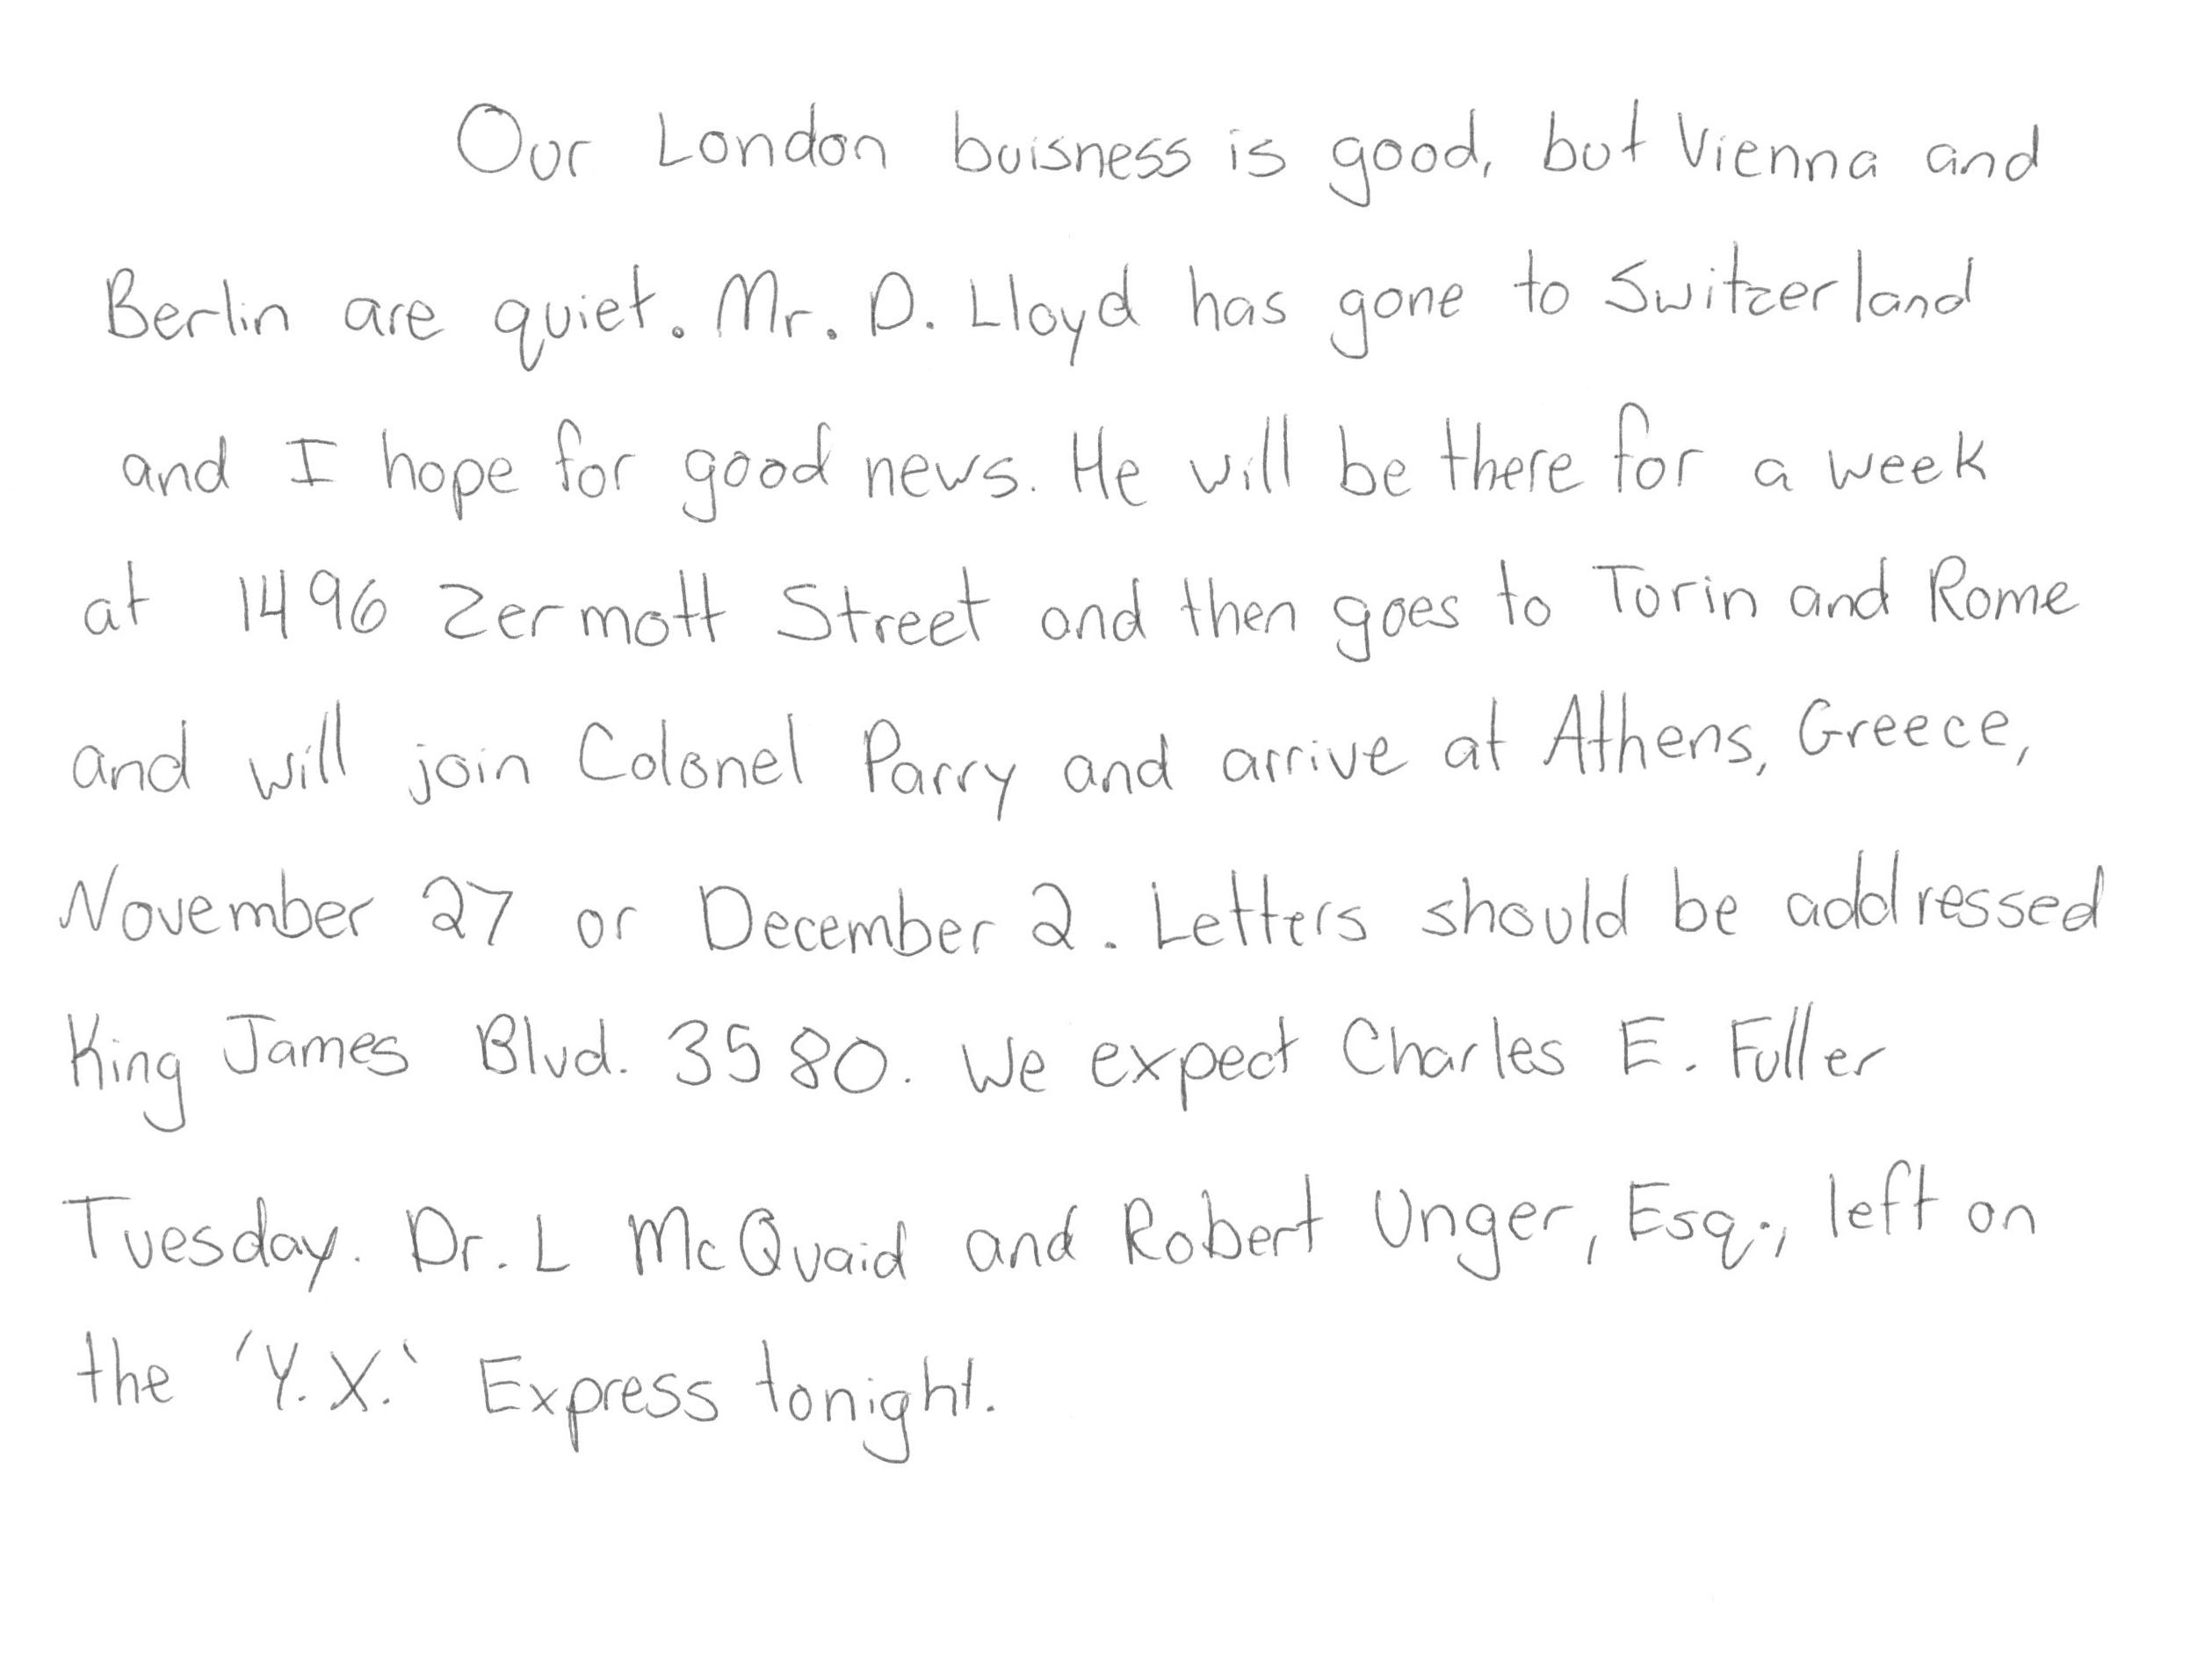 Our London buisness is good, but Vienna and
Berlin are quiet. Mr. D. Lloyd has gone to Switzerland
and I hope for good news. He will be there for a week
at 1496 Zermott Street and then goes to Torin and Rome
and will join Colonel Parry and arrive at Athens, Greece,
November 27 or December 2. Letters should be addressed
King James Blvd. 3580. We expect Charles E. Fuller
Tuesday. Dr. L McQuaid and Robert Unger, Esq., left on
the 'Y.X.' Express tonight.